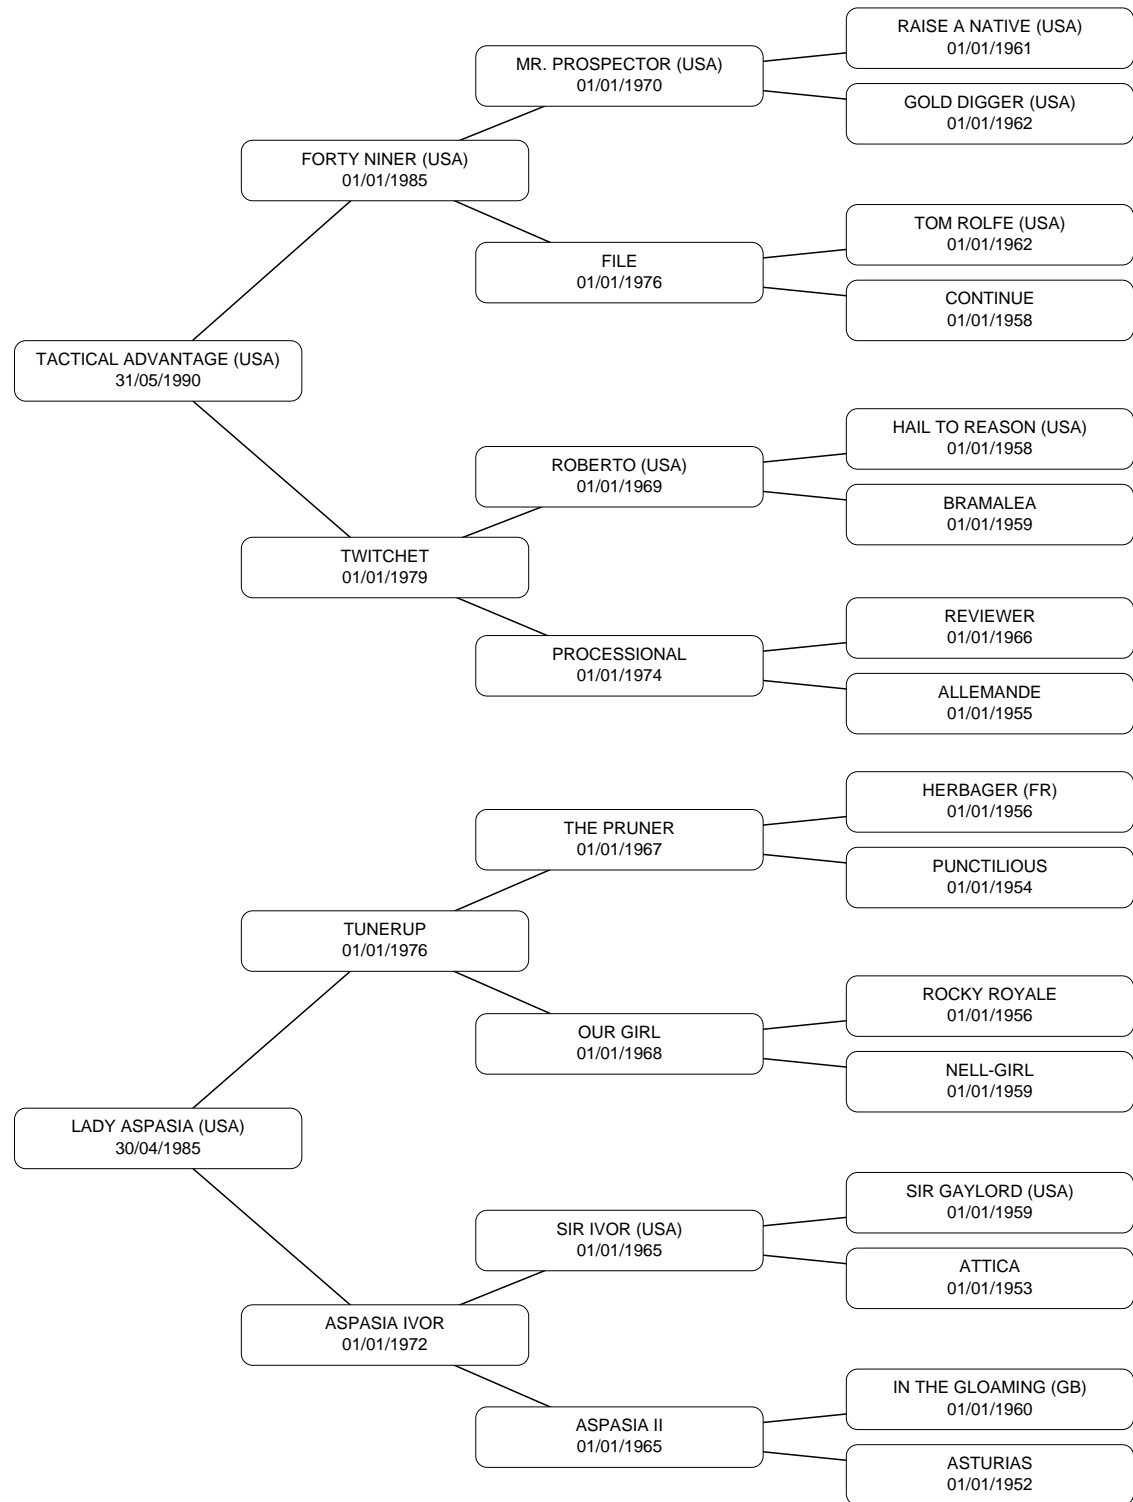 RAISE A NATIVE (USA)
01/01/1961
MR. PROSPECTOR (USA)
01/01/1970
GOLD DIGGER (USA)
01/01/1962
FORTY NINER (USA)
01/01/1985
TOM ROLFE (USA)
01/01/1962
FILE
01/01/1976
CONTINUE
01/01/1958
TACTICAL ADVANTAGE (USA)
31/05/1990
HAIL TO REASON (USA)
01/01/1958
ROBERTO (USA)
01/01/1969
BRAMALEA
01/01/1959
TWITCHET
01/01/1979
REVIEWER
01/01/1966
PROCESSIONAL
01/01/1974
ALLEMANDE
01/01/1955
HERBAGER (FR)
01/01/1956
THE PRUNER
01/01/1967
PUNCTILIOUS
01/01/1954
TUNERUP
01/01/1976
ROCKY ROYALE
01/01/1956
OUR GIRL
01/01/1968
NELL-GIRL
01/01/1959
LADY ASPASIA (USA)
30/04/1985
SIR GAYLORD (USA)
01/01/1959
SIR IVOR (USA)
01/01/1965
ATTICA
01/01/1953
ASPASIA IVOR
01/01/1972
IN THE GLOAMING (GB)
01/01/1960
ASPASIA II
01/01/1965
ASTURIAS
01/01/1952